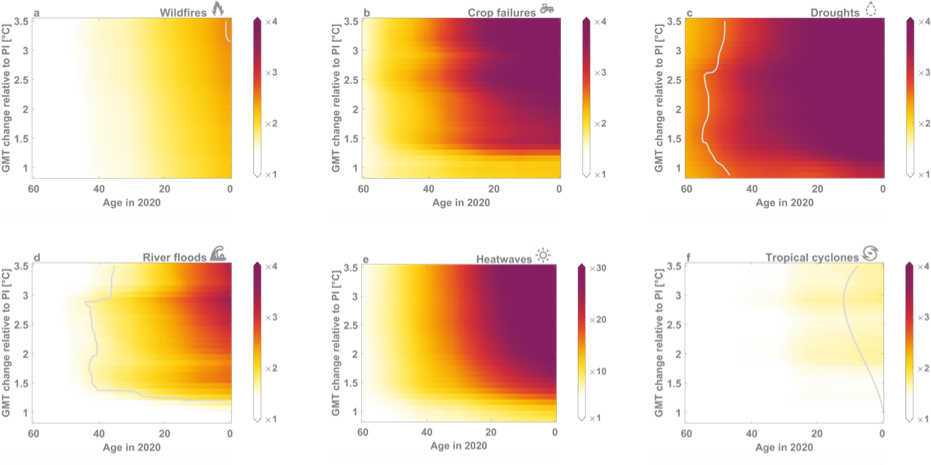 a Wildfires
b Crop failures
c Droughts
GMT change relative to PI [°C]
3.5
3
2.5
2
1.5
1
60 40 20 0
Age in 2020
×4
×3
×2
×1
GMT change relative to PI [°C]
3.5
3
2.5
2
1.5
1
60 40 20 0
Age in 2020
×4
×3
×2
×1
GMT change relative to PI [°C]
3.5
3
2.5
2
1.5
1
60 40 20 0
Age in 2020
×4
×3
×2
×1
d River floods
e Heatwaves
f Tropical cyclones
GMT change relative to PI [°C]
3.5
3
2.5
2
1.5
1
60 40 20 0
Age in 2020
×4
×3
×2
×1
GMT change relative to PI [°C]
3.5
3
2.5
2
1.5
1
60 40 20 0
Age in 2020
×30
×20
×10
×1
GMT change relative to PI [°C]
3.5
3
2.5
2
1.5
1
60 40 20 0
Age in 2020
×4
×3
×2
×1